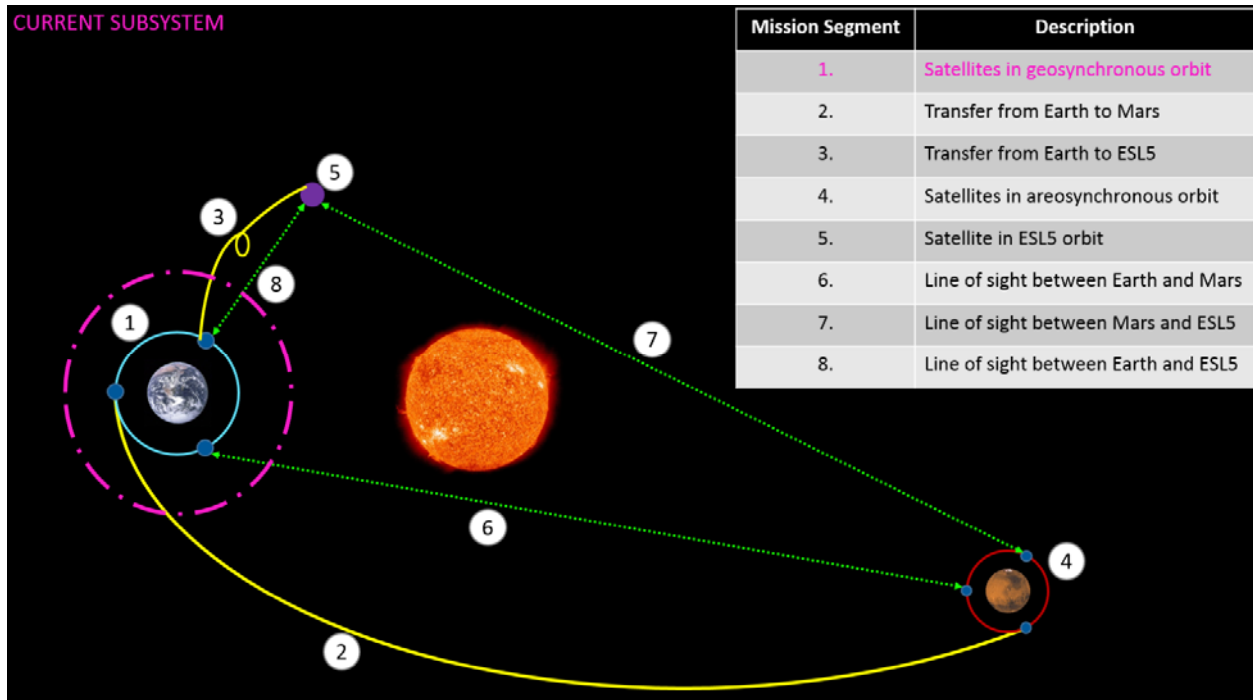 CURRENT SUBSYSTEM
Mission Segment Description
1. Satellites in geosynchronous orbit
2. Transfer from Earth to Mars
3. Transfer from Earth to ESL5
4. Satellites in areosynchronous orbit
5. Satellite in ESL5 orbit
6. Line of sight between Earth and Mars
7. Line of sight between Mars and ESL5
8. Line of sight between Earth and ESL5
5
3
8
1
7
6
4
2